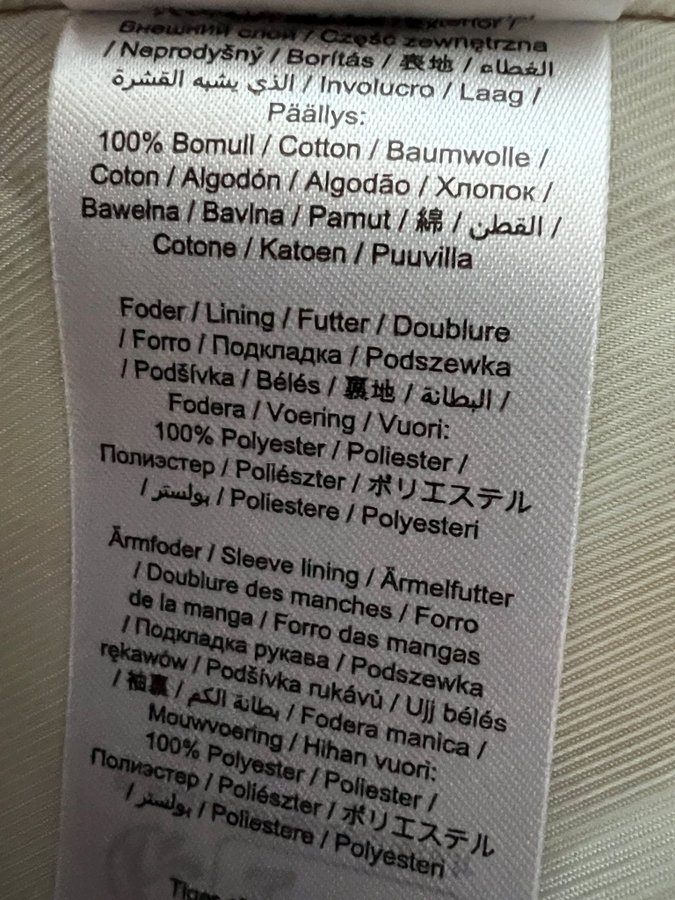 Внешний слой / Część zewnętrzna
/ Neprodyšný / Borítás / 表地 / الغطاء
الذي يشبه القشرة / Involucro / Laag /
Päällys:
100% Bomull / Cotton / Baumwolle /
Coton / Algodón / Algodão / Хлопок /
Bawełna / Bavlna / Pamut / 綿 / القطن /
Cotone / Katoen / Puuvilla
Foder / Lining / Futter / Doublure
/ Forro / Подкладка / Podszewka
/ Podšívka / Bélés / 裏地 / البطانة /
Fodera / Voering / Vuori:
100% Polyester / Poliester /
Полиэстер / Poliészter / ポリエステル
/ بولستر / Poliestere / Polyesteri
Ärmfoder / Sleeve lining / Ärmelfutter
/ Doublure des manches / Forro
de la manga / Forro das mangas
/ Подкладка рукава / Podszewka
rękawów / Podšívka rukávů / Ujj bélés
/ 袖裏 / بطانة الكم / Fodera manica /
Mouwvoering / Hihan vuori:
100% Polyester / Poliester /
Полиэстер / Poliészter / ポリエステル
/ بولستر / Poliestere / Polyesteri